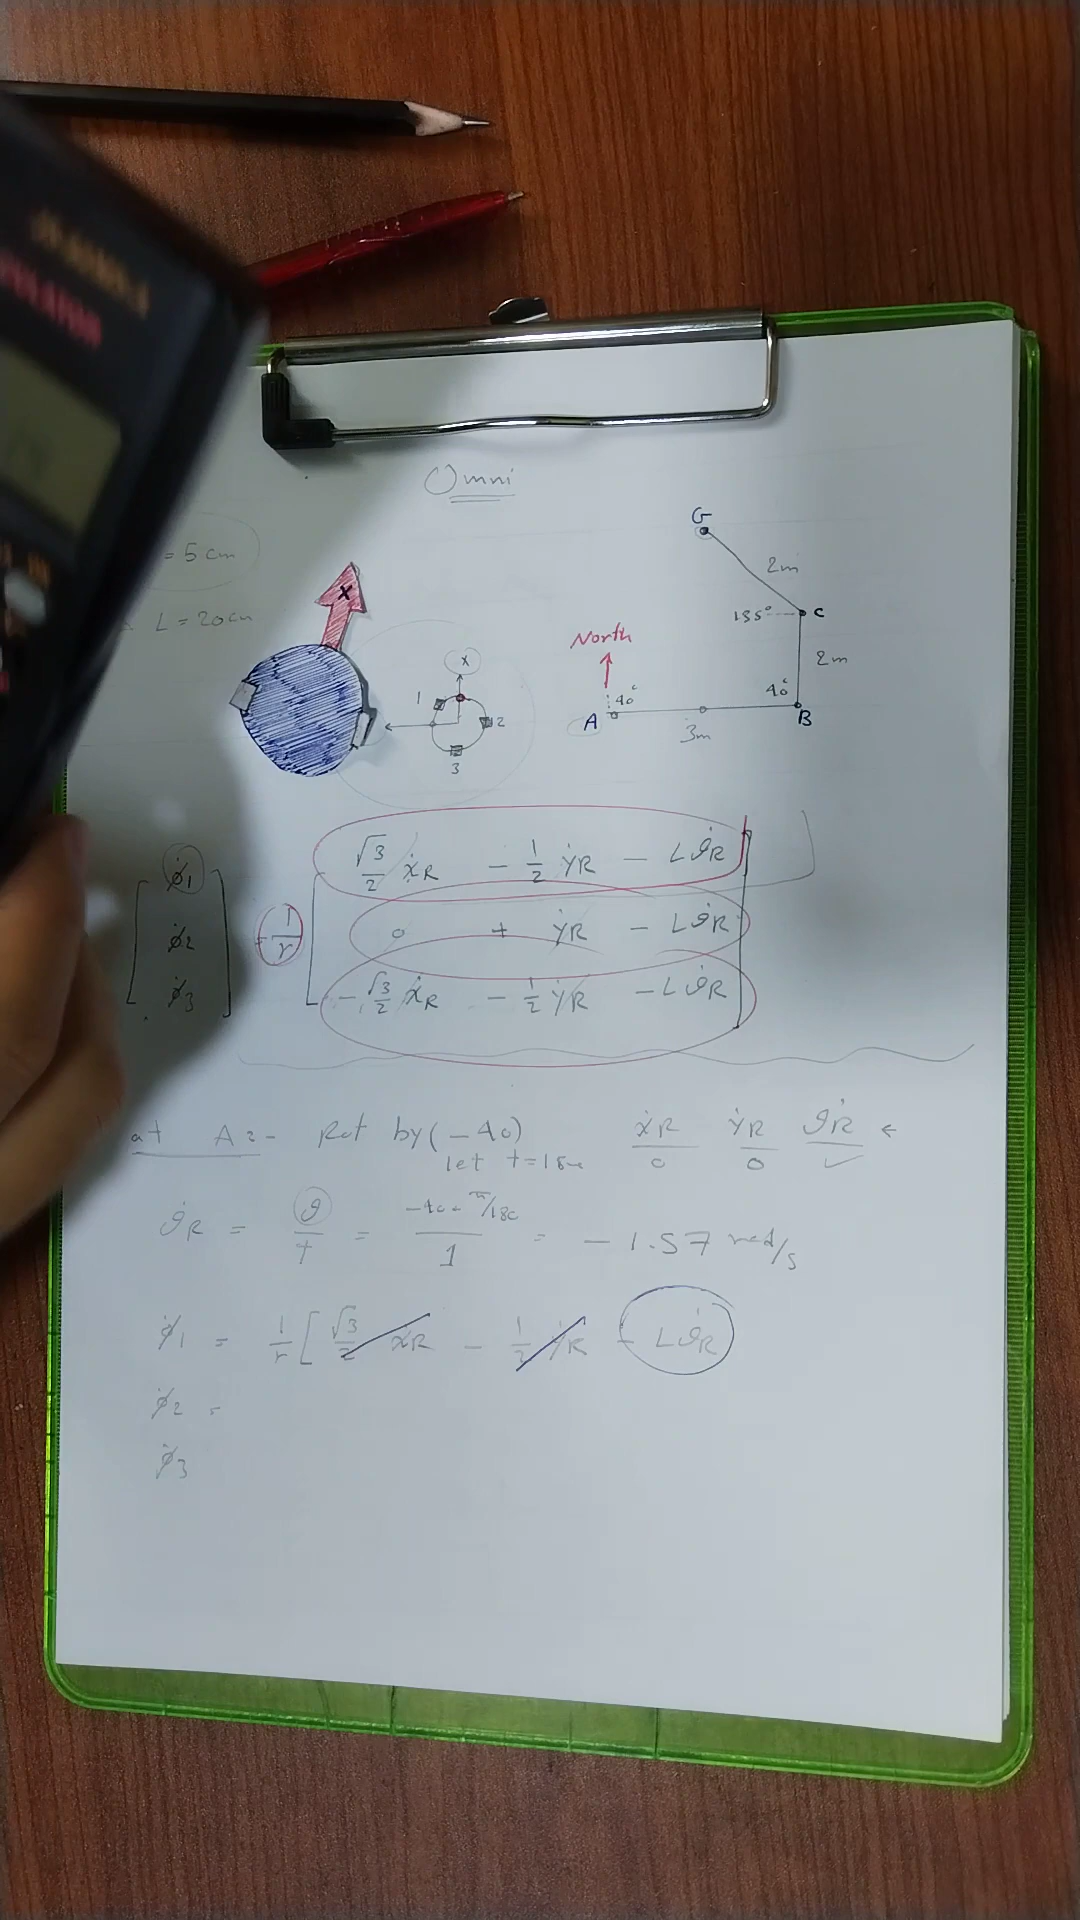 Omni
= 5 cm
L = 20 cm
X
x
1
2
3
North
A
40°
3m
40°
B
2m
135°
C
2m
G
[ φ̇1 φ̇2 φ̇3 ] = 1/r [
√3/2 ẋR - 1/2 ẏR - Lθ̇R
0 + ẏR - Lθ̇R
- √3/2 ẋR - 1/2 ẏR - Lθ̇R ]
at A:- Rot by (-90) ẋR ẏR θ̇R ←
let t = 1 sec 0 0 ✓
θ̇R = θ/t = -90 * π/180 / 1 = - 1.57 rad/s
φ̇1 = 1/r [ √3/2 ẋR - 1/2 ẏR - Lθ̇R
φ̇2 =
φ̇3